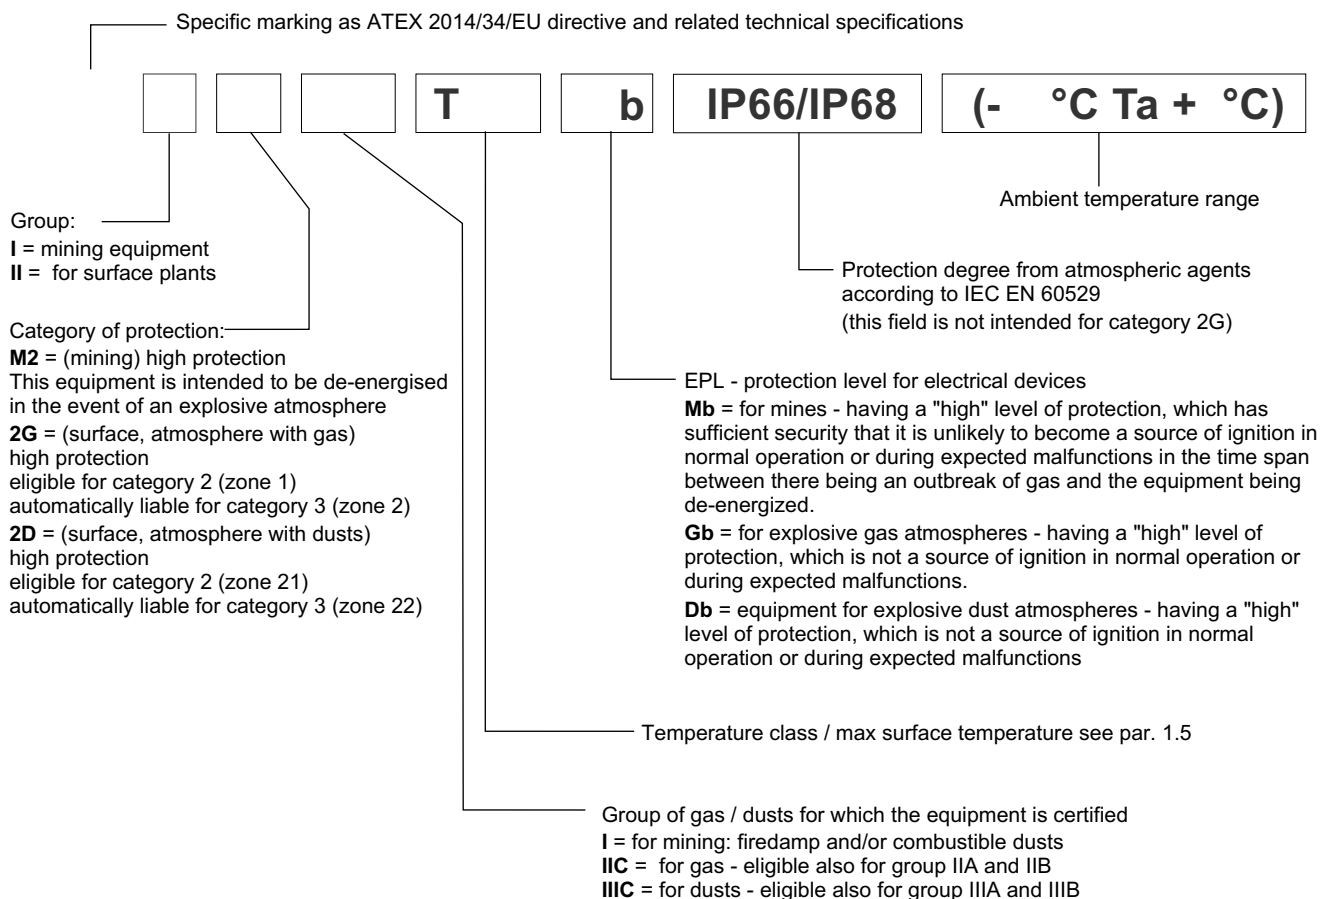 Specific marking as ATEX 2014/34/EU directive and related technical specifications
T b IP66/IP68 (- °C Ta + °C)
Ambient temperature range
Group:
I = mining equipment
II = for surface plants
Protection degree from atmospheric agents
according to IEC EN 60529
(this field is not intended for category 2G)
Category of protection:
M2 = (mining) high protection
This equipment is intended to be de-energised
in the event of an explosive atmosphere
2G = (surface, atmosphere with gas)
high protection
eligible for category 2 (zone 1)
automatically liable for category 3 (zone 2)
2D = (surface, atmosphere with dusts)
high protection
eligible for category 2 (zone 21)
automatically liable for category 3 (zone 22)
EPL - protection level for electrical devices
Mb = for mines - having a "high" level of protection, which has
sufficient security that it is unlikely to become a source of ignition in
normal operation or during expected malfunctions in the time span
between there being an outbreak of gas and the equipment being
de-energized.
Gb = for explosive gas atmospheres - having a "high" level of
protection, which is not a source of ignition in normal operation or
during expected malfunctions.
Db = equipment for explosive dust atmospheres - having a "high"
level of protection, which is not a source of ignition in normal
operation or during expected malfunctions
Temperature class / max surface temperature see par. 1.5
Group of gas / dusts for which the equipment is certified
I = for mining: firedamp and/or combustible dusts
IIC = for gas - eligible also for group IIA and IIB
IIIC = for dusts - eligible also for group IIIA and IIIB